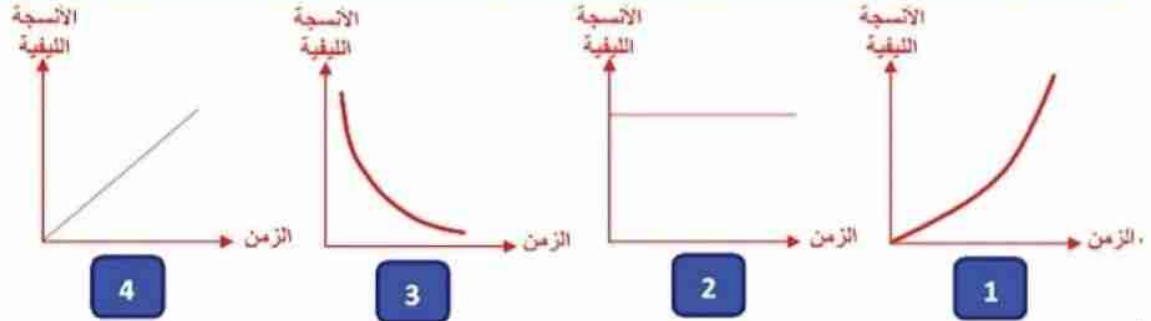 الأنسجة
الليفية
الزمن
1
الأنسجة
الليفية
الزمن
2
الأنسجة
الليفية
الزمن
3
الأنسجة
الليفية
الزمن
4